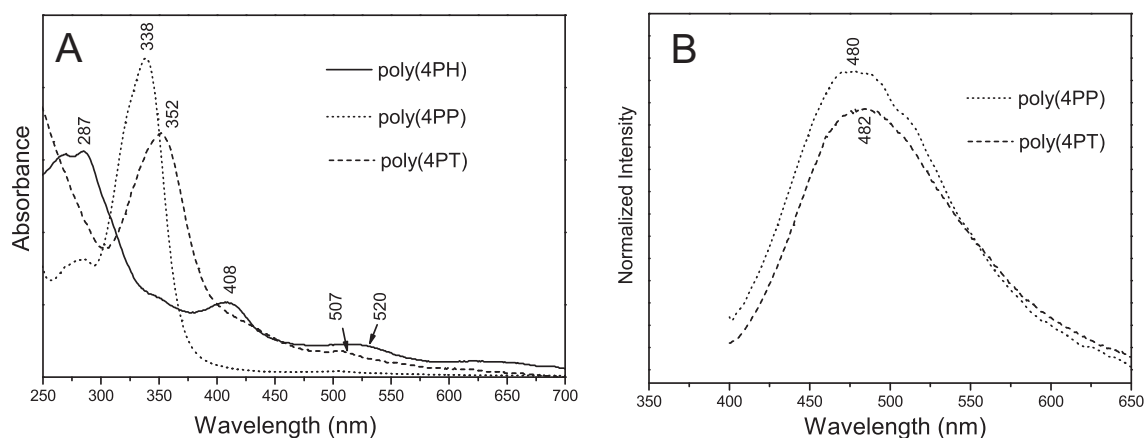 A
338
352
287
poly(4PH)
poly(4PP)
poly(4PT)
408
507
520
Absorbance
250 300 350 400 450 500 550 600 650 700
Wavelength (nm)
B
480
482
poly(4PP)
poly(4PT)
Normalized Intensity
350 400 450 500 550 600 650
Wavelength (nm)